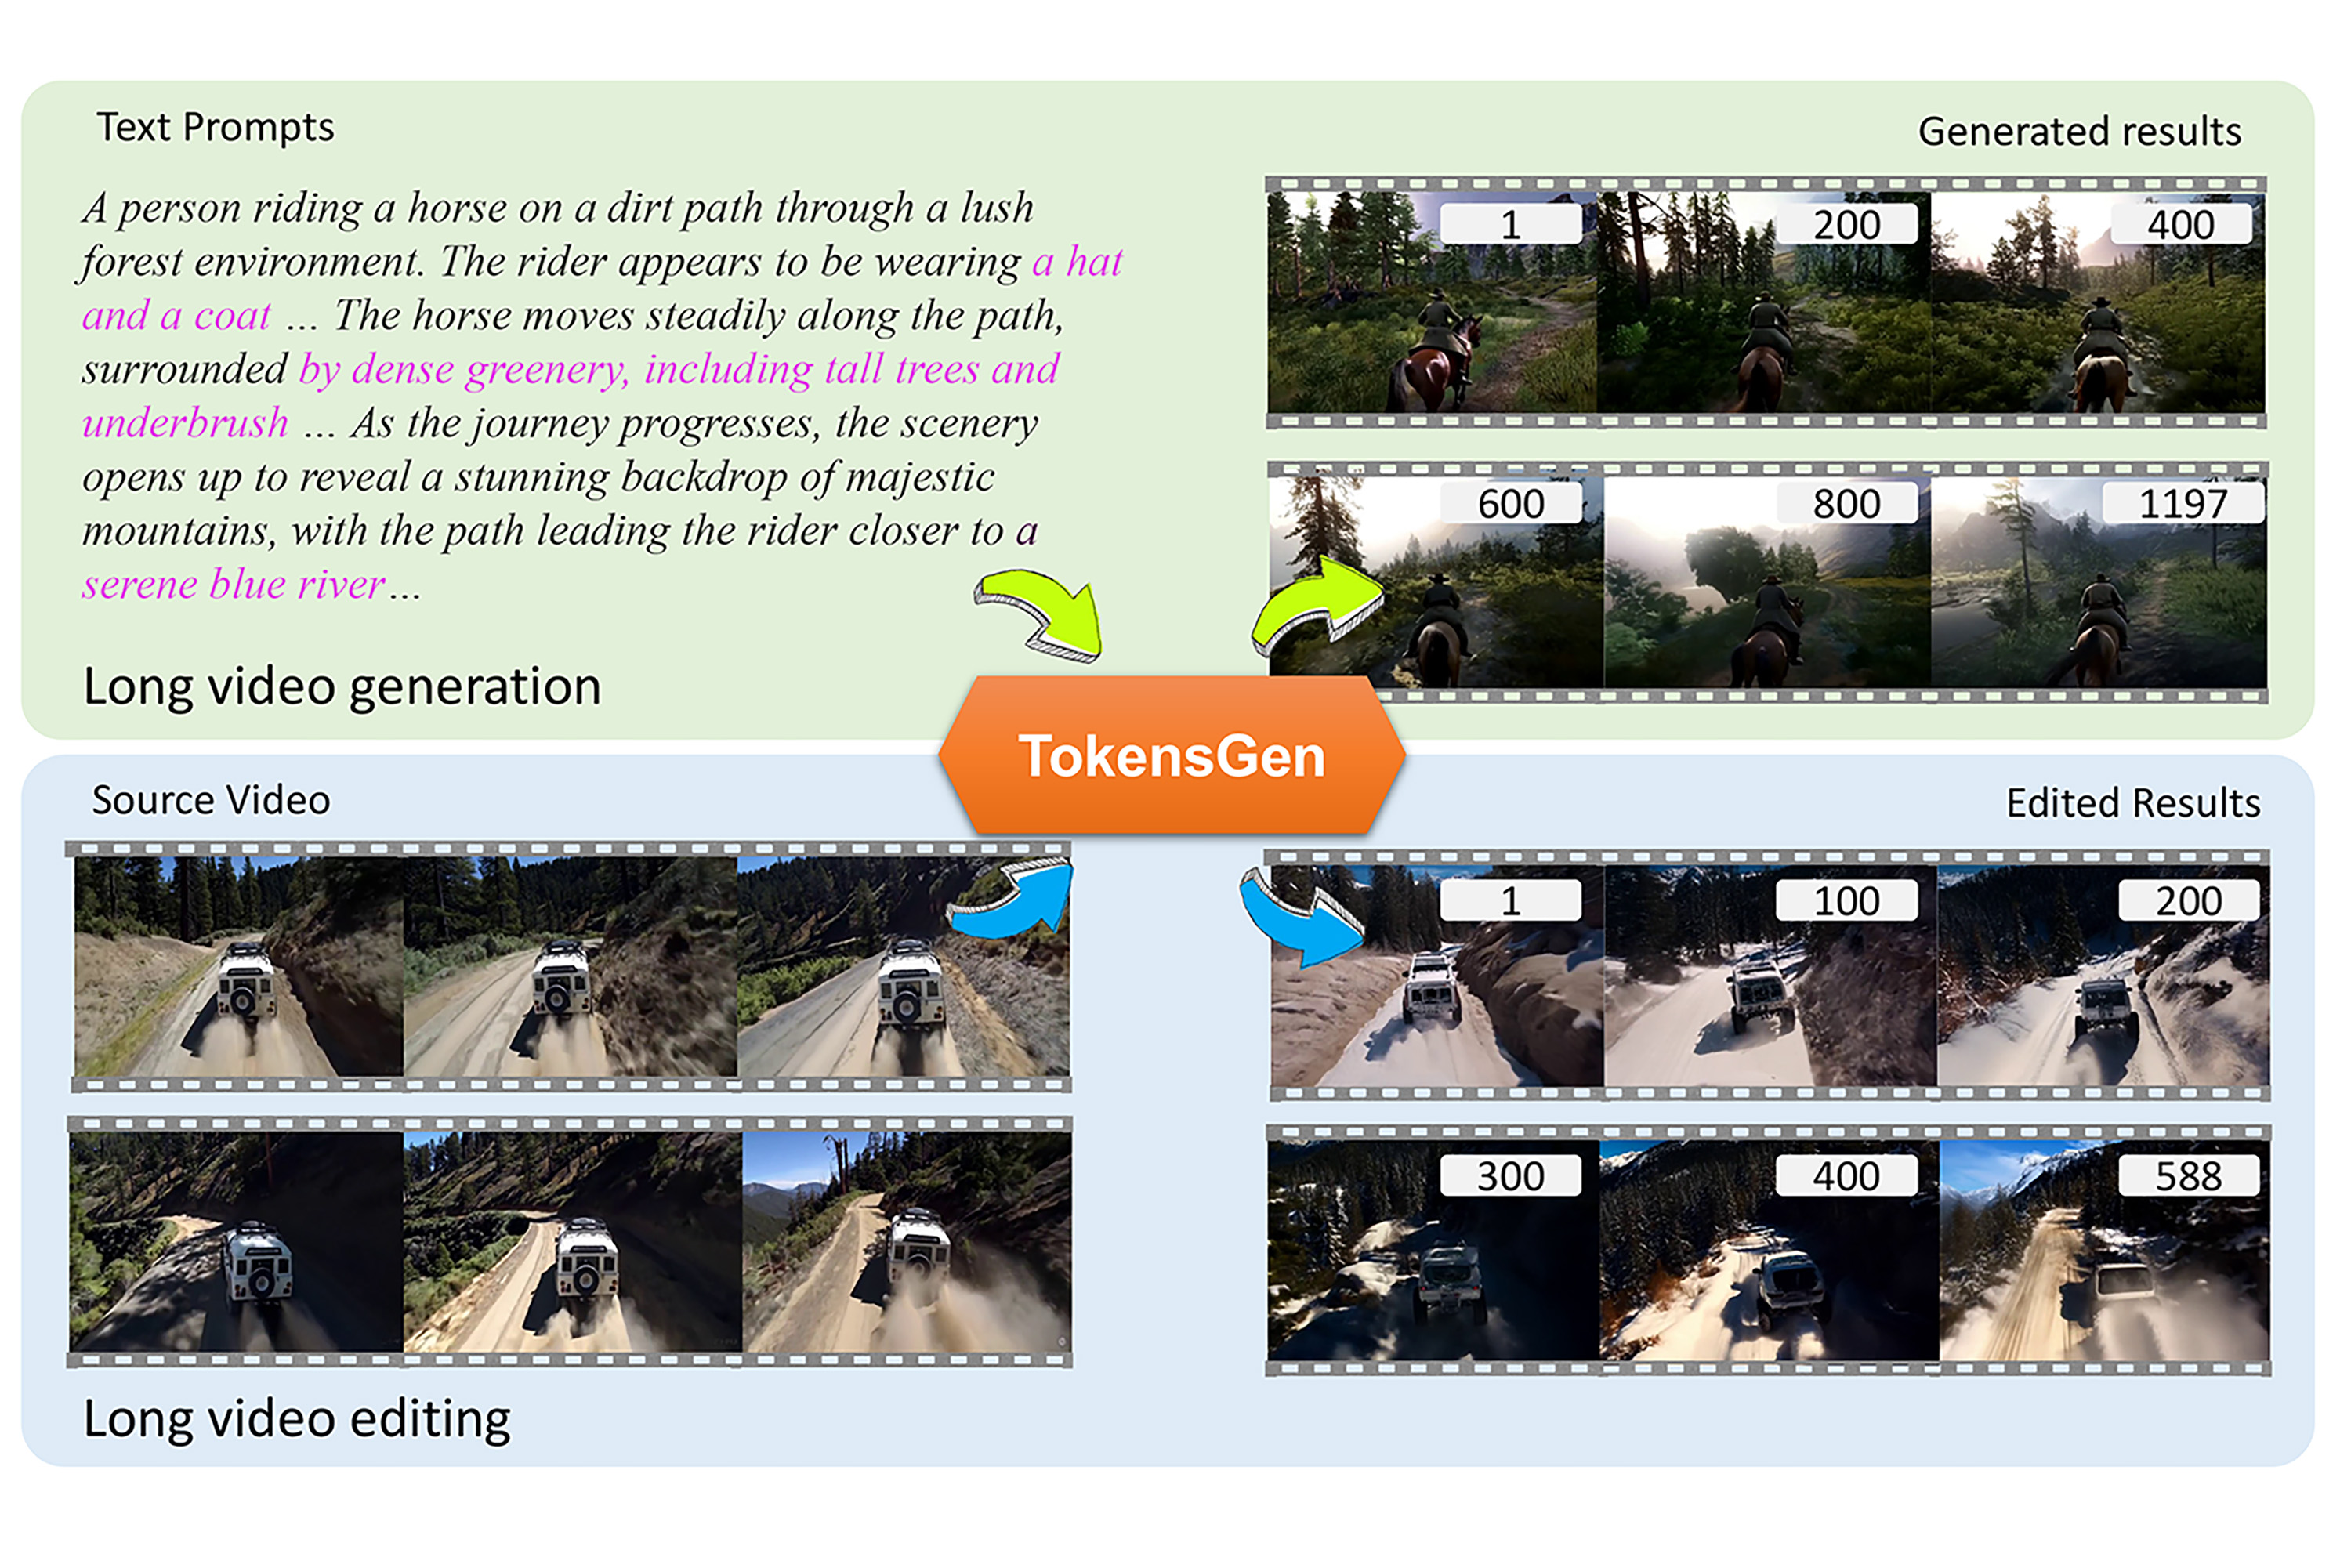 Text Prompts
A person riding a horse on a dirt path through a lush
forest environment. The rider appears to be wearing a hat
and a coat ... The horse moves steadily along the path,
surrounded by dense greenery, including tall trees and
underbrush ... As the journey progresses, the scenery
opens up to reveal a stunning backdrop of majestic
mountains, with the path leading the rider closer to a
serene blue river...
Long video generation
Generated results
1 200 400
600 800 1197
TokensGen
Source Video
Long video editing
Edited Results
1 100 200
300 400 588